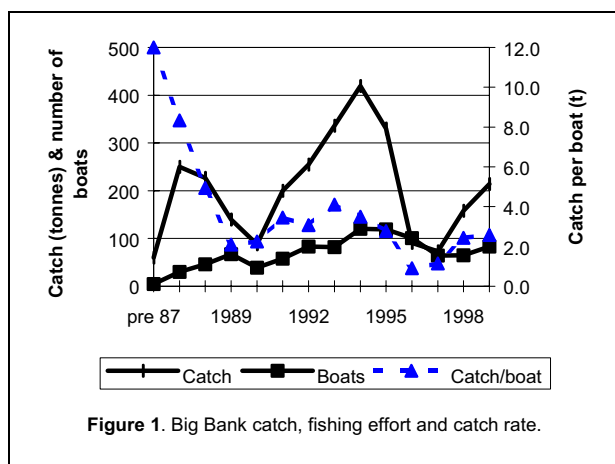 Catch (tonnes) & number of
boats
500
400
300
200
100
0
12.0
10.0
8.0
6.0
4.0
2.0
0.0
Catch per boat (t)
pre 87 1989 1992 1995 1998
Catch Boats Catch/boat
Figure 1. Big Bank catch, fishing effort and catch rate.